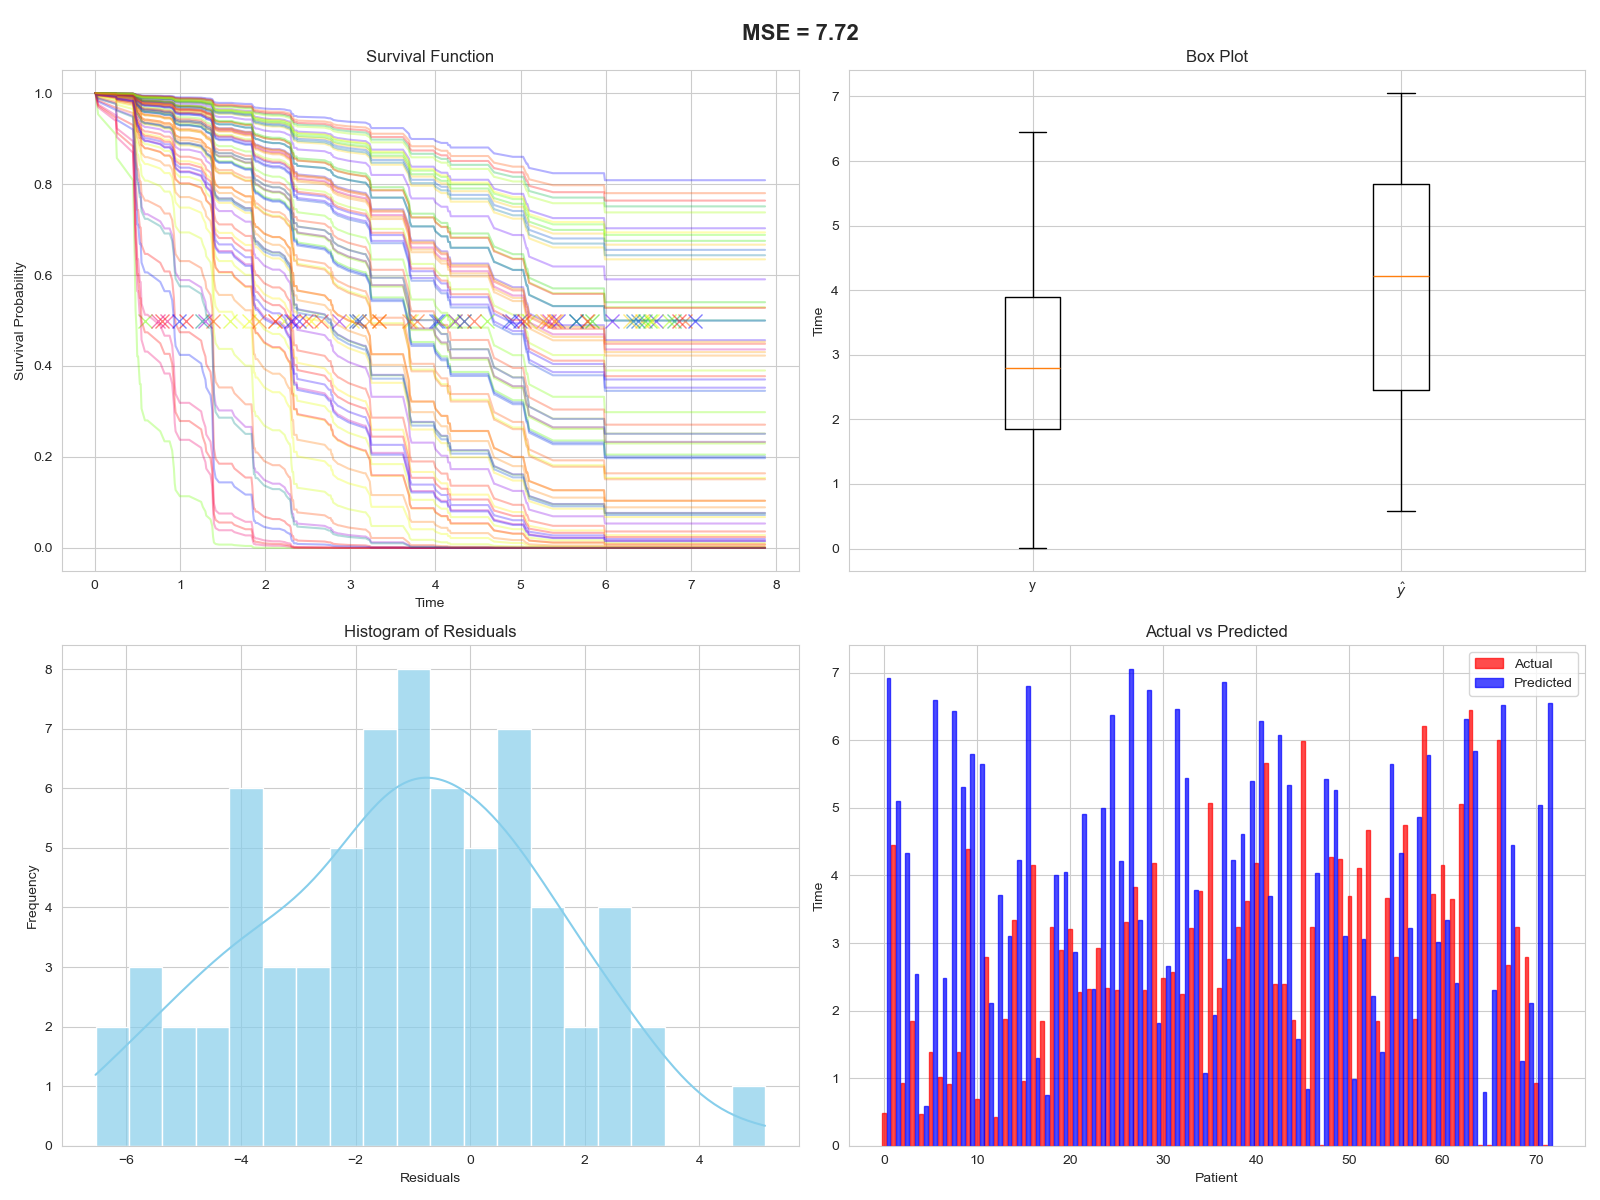 MSE = 7.72
Survival Function
1.0
0.8
0.6
0.4
0.2
0.0
Survival Probability
0 1 2 3 4 5 6 7 8
Time
Box Plot
7
6
5
4
3
2
1
0
Time
y ŷ
Histogram of Residuals
8
7
6
5
4
3
2
1
0
Frequency
−6 −4 −2 0 2 4
Residuals
Actual vs Predicted
Actual
Predicted
7
6
5
4
3
2
1
0
Time
0 10 20 30 40 50 60 70
Patient